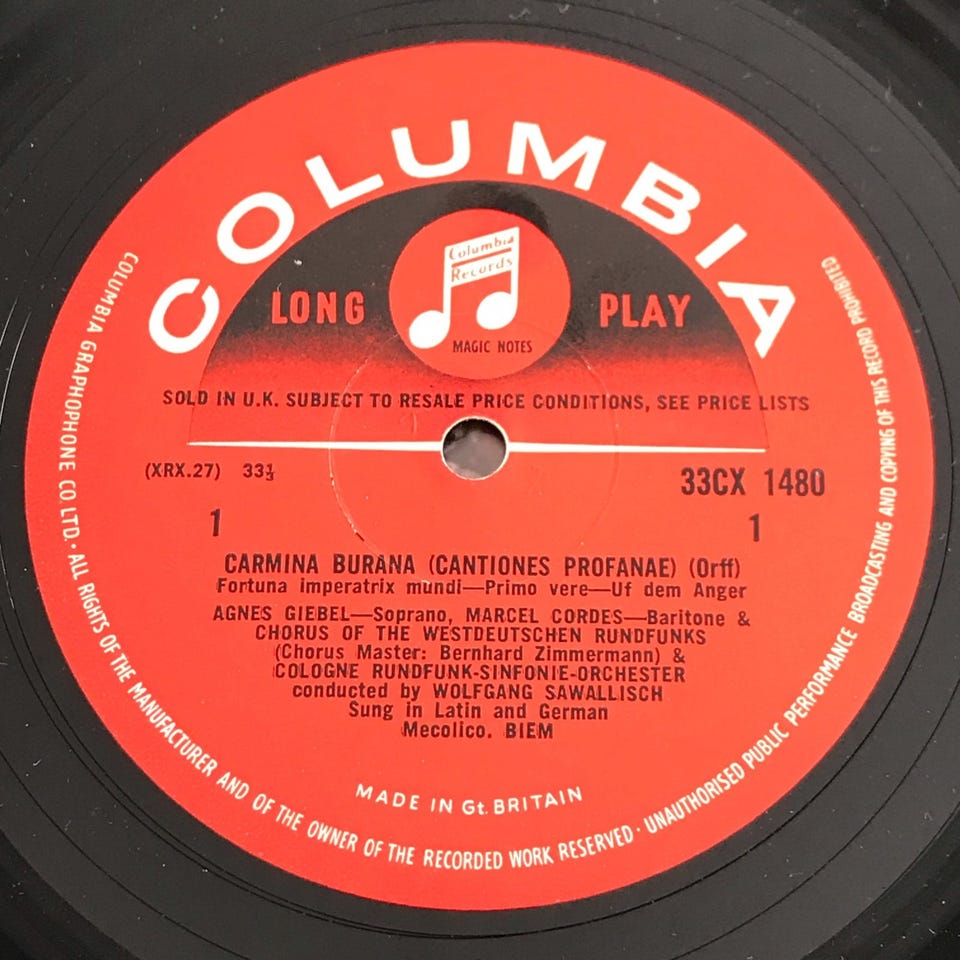 COLUMBIA
Columbia
Records
LONG PLAY
MAGIC NOTES
SOLD IN U.K. SUBJECT TO RESALE PRICE CONDITIONS, SEE PRICE LISTS
(XRX.27) 33⅓ 33CX 1480
1 1
CARMINA BURANA (CANTIONES PROFANAE) (Orff)
Fortuna imperatrix mundi—Primo vere—Uf dem Anger
AGNES GIEBEL—Soprano, MARCEL CORDES—Baritone &
CHORUS OF THE WESTDEUTSCHEN RUNDFUNKS
(Chorus Master: Bernhard Zimmermann) &
COLOGNE RUNDFUNK-SINFONIE-ORCHESTER
conducted by WOLFGANG SAWALLISCH
Sung in Latin and German
Mecolico. BIEM
MADE IN Gt. BRITAIN
COLUMBIA GRAPHOPHONE CO. LTD. · ALL RIGHTS OF THE MANUFACTURER AND OF THE OWNER OF THE RECORDED WORK RESERVED · UNAUTHORISED PUBLIC PERFORMANCE BROADCASTING AND COPYING OF THIS RECORD PROHIBITED